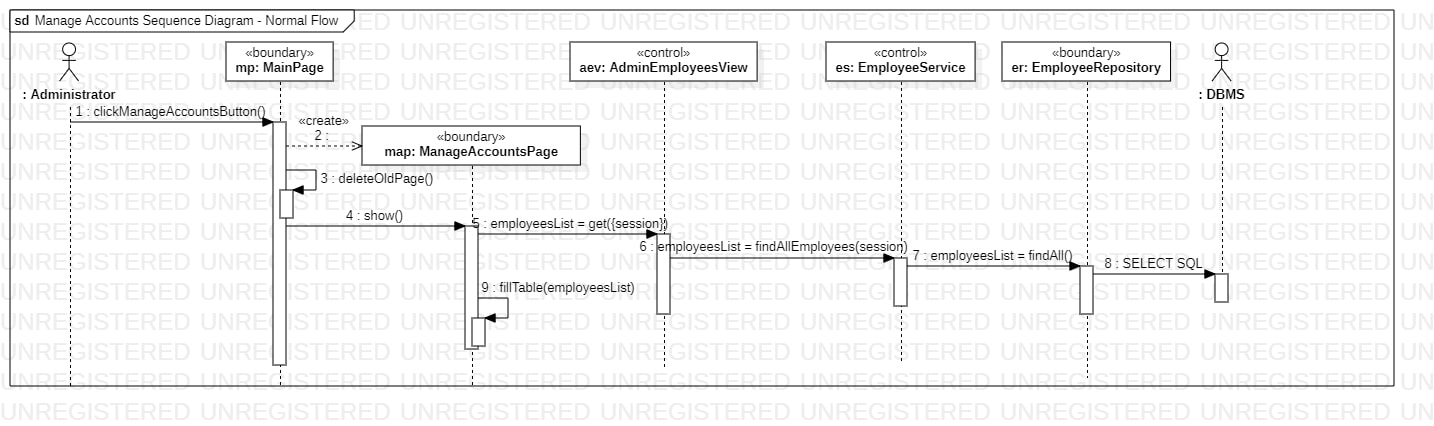 sd Manage Accounts Sequence Diagram - Normal Flow
«boundary»
mp: MainPage
«control»
aev: AdminEmployeesView
«control»
es: EmployeeService
«boundary»
er: EmployeeRepository
: Administrator
: DBMS
1 : clickManageAccountsButton()
«create»
2 :
«boundary»
map: ManageAccountsPage
3 : deleteOldPage()
4 : show()
5 : employeesList = get({session})
6 : employeesList = findAllEmployees(session)
7 : employeesList = findAll()
8 : SELECT SQL
9 : fillTable(employeesList)
UNREGISTERED UNREGISTERED UNREGISTERED UNREGISTERED UNREGISTERED UNREGISTERED UNREGISTERED UN